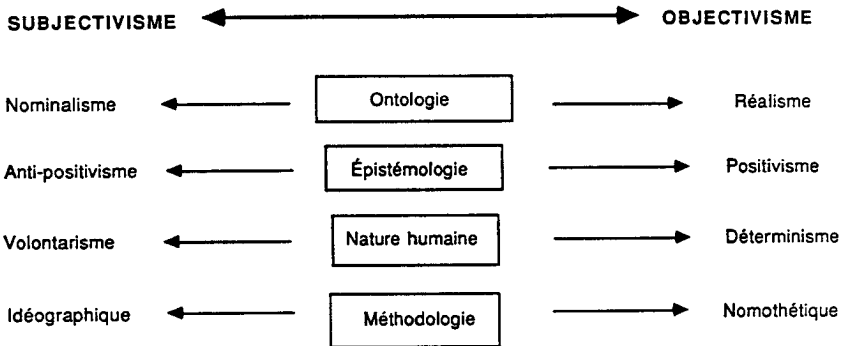 SUBJECTIVISME OBJECTIVISME
Nominalisme Ontologie Réalisme
Anti-positivisme Épistémologie Positivisme
Volontarisme Nature humaine Déterminisme
Idéographique Méthodologie Nomothétique